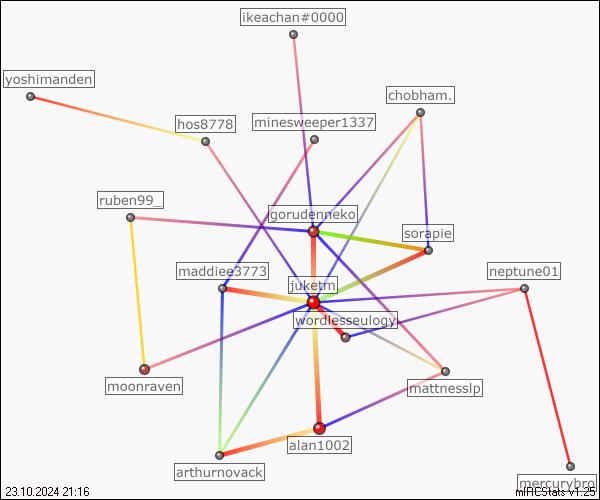 ikeachan#0000
yoshimanden
chobham.
hos8778
minesweeper1337
ruben99_
gorudenneko
sorapie
maddiee3773
neptune01
juketm
wordlesseulogy
moonraven
mattnesslp
alan1002
arthurnovack
mercurybro
23.10.2024 21:16
mIRCStats v1.25